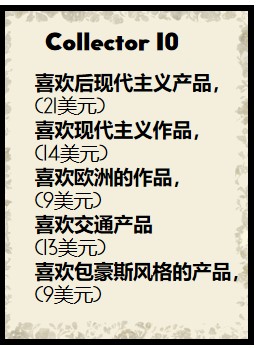 Collector 10
喜欢后现代主义产品，
(21美元)
喜欢现代主义作品，
(14美元)
喜欢欧洲的作品，
(9美元)
喜欢交通产品
(13美元)
喜欢包豪斯风格的产品，
(9美元)